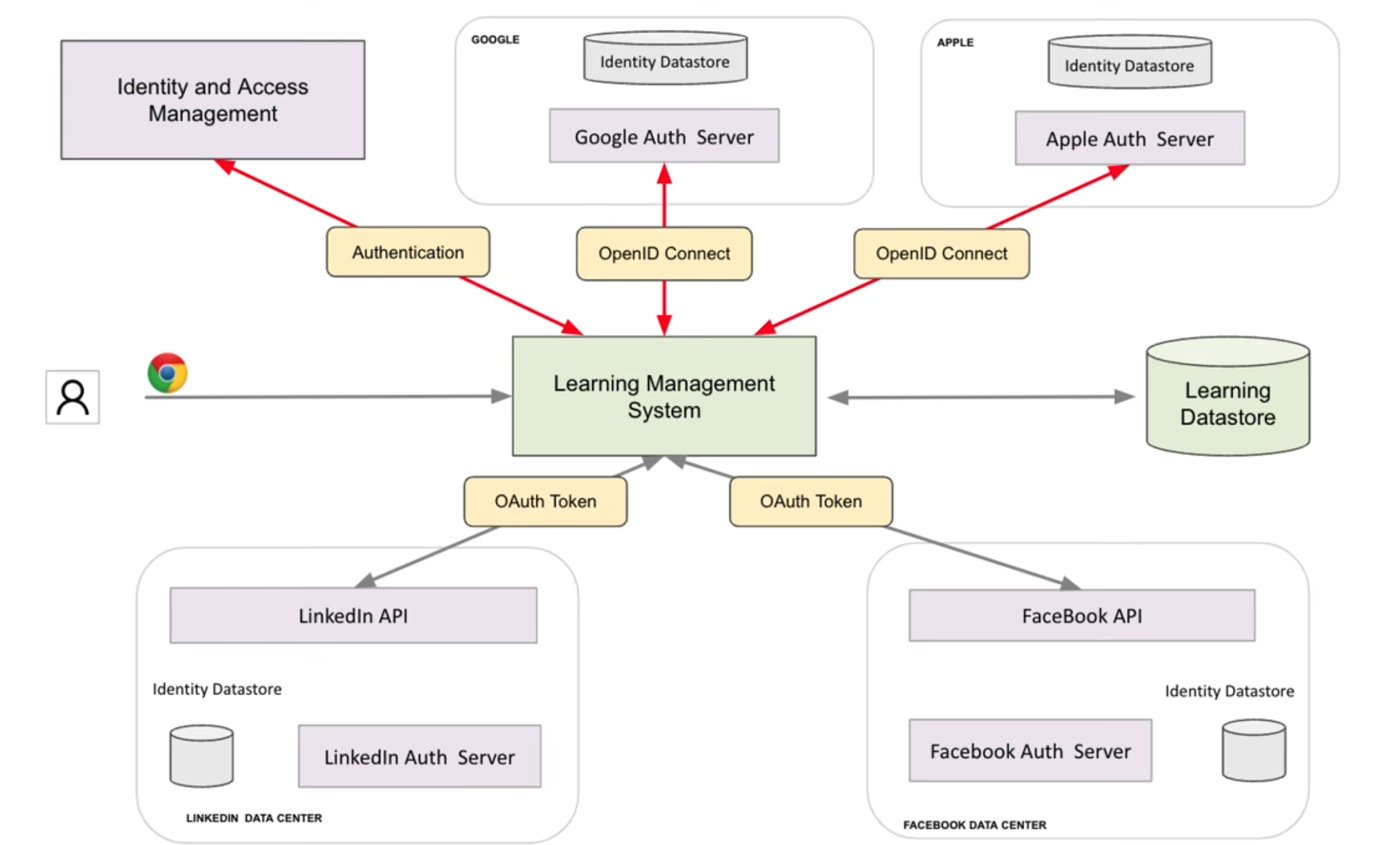 GOOGLE
APPLE
Identity Datastore
Identity Datastore
Identity and Access
Management
Google Auth Server
Apple Auth Server
Authentication
OpenID Connect
OpenID Connect
Learning Management
System
Learning
Datastore
OAuth Token
OAuth Token
LinkedIn API
FaceBook API
Identity Datastore
Identity Datastore
LinkedIn Auth Server
Facebook Auth Server
LINKEDIN DATA CENTER
FACEBOOK DATA CENTER